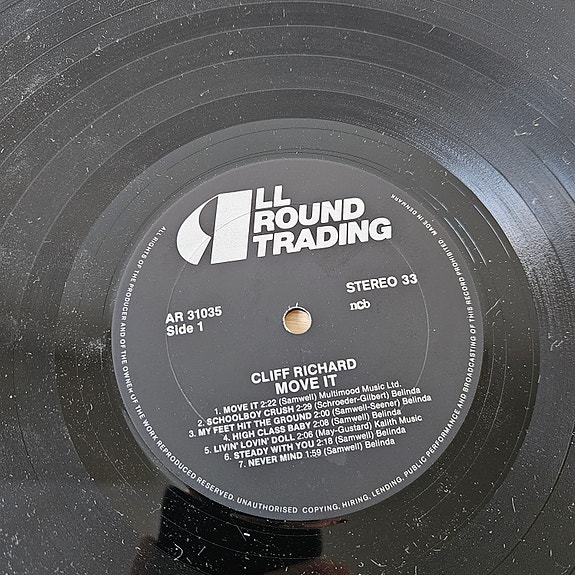 LL
ROUND
TRADING
AR 31035
Side 1
STEREO 33
ncb
CLIFF RICHARD
MOVE IT
1. MOVE IT 2:22 (Samwell) Multimood Music Ltd.
2. SCHOOLBOY CRUSH 2:29 (Schroeder-Gilbert) Belinda
3. MY FEET HIT THE GROUND 2:00 (Samwell-Seener) Belinda
4. HIGH CLASS BABY 2:08 (Samwell) Belinda
5. LIVIN' LOVIN' DOLL 2:06 (May-Gustard) Kalith Music
6. STEADY WITH YOU 2:18 (Samwell) Belinda
7. NEVER MIND 1:59 (Samwell) Belinda
ALL RIGHTS OF THE PRODUCER AND OF THE OWNER OF THE WORK REPRODUCED RESERVED. UNAUTHORISED COPYING, HIRING, LENDING, PUBLIC PERFORMANCE AND BROADCASTING OF THIS RECORD PROHIBITED. MADE IN DENMARK